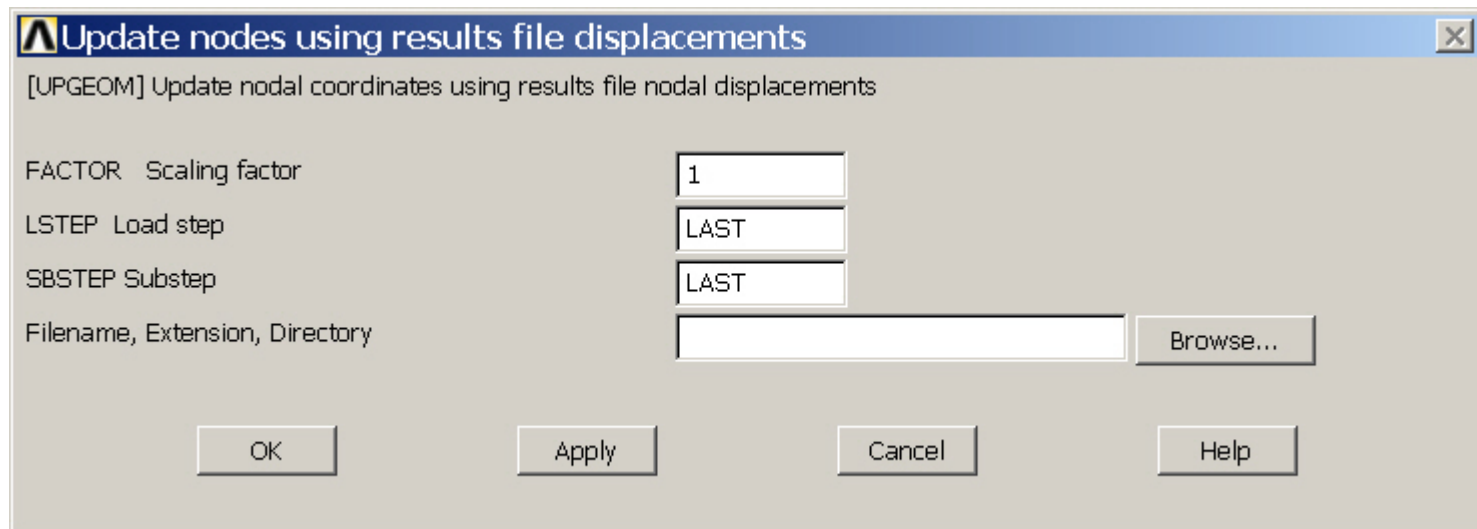 Update nodes using results file displacements
[UPGEOM] Update nodal coordinates using results file nodal displacements
FACTOR Scaling factor 1
LSTEP Load step LAST
SBSTEP Substep LAST
Filename, Extension, Directory Browse...
OK Apply Cancel Help